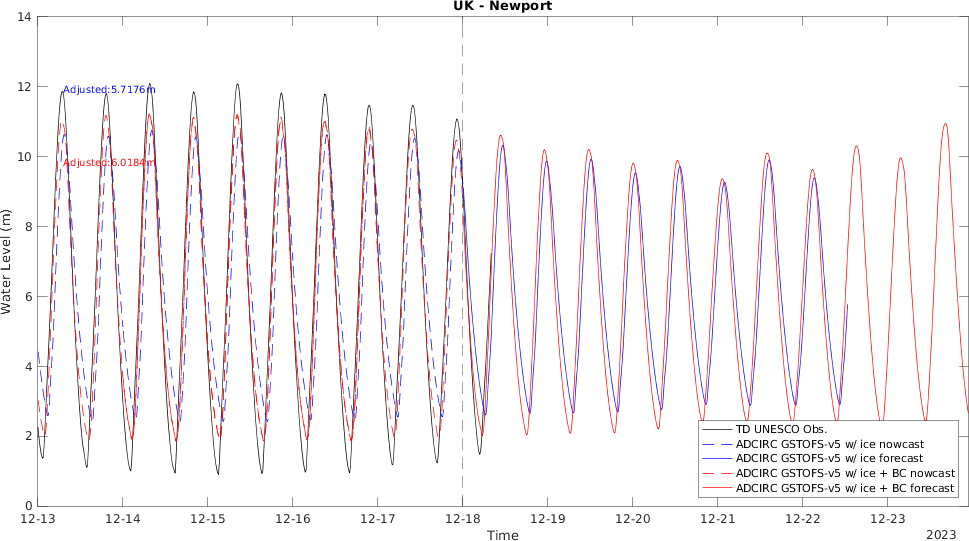 UK - Newport
14
12
10
8
6
4
2
0
Water Level (m)
Adjusted:5.7176m
Adjusted:6.0184m
TD UNESCO Obs.
ADCIRC GSTOFS-v5 w/ ice nowcast
ADCIRC GSTOFS-v5 w/ ice forecast
ADCIRC GSTOFS-v5 w/ ice + BC nowcast
ADCIRC GSTOFS-v5 w/ ice + BC forecast
12-13 12-14 12-15 12-16 12-17 12-18 12-19 12-20 12-21 12-22 12-23
Time
2023